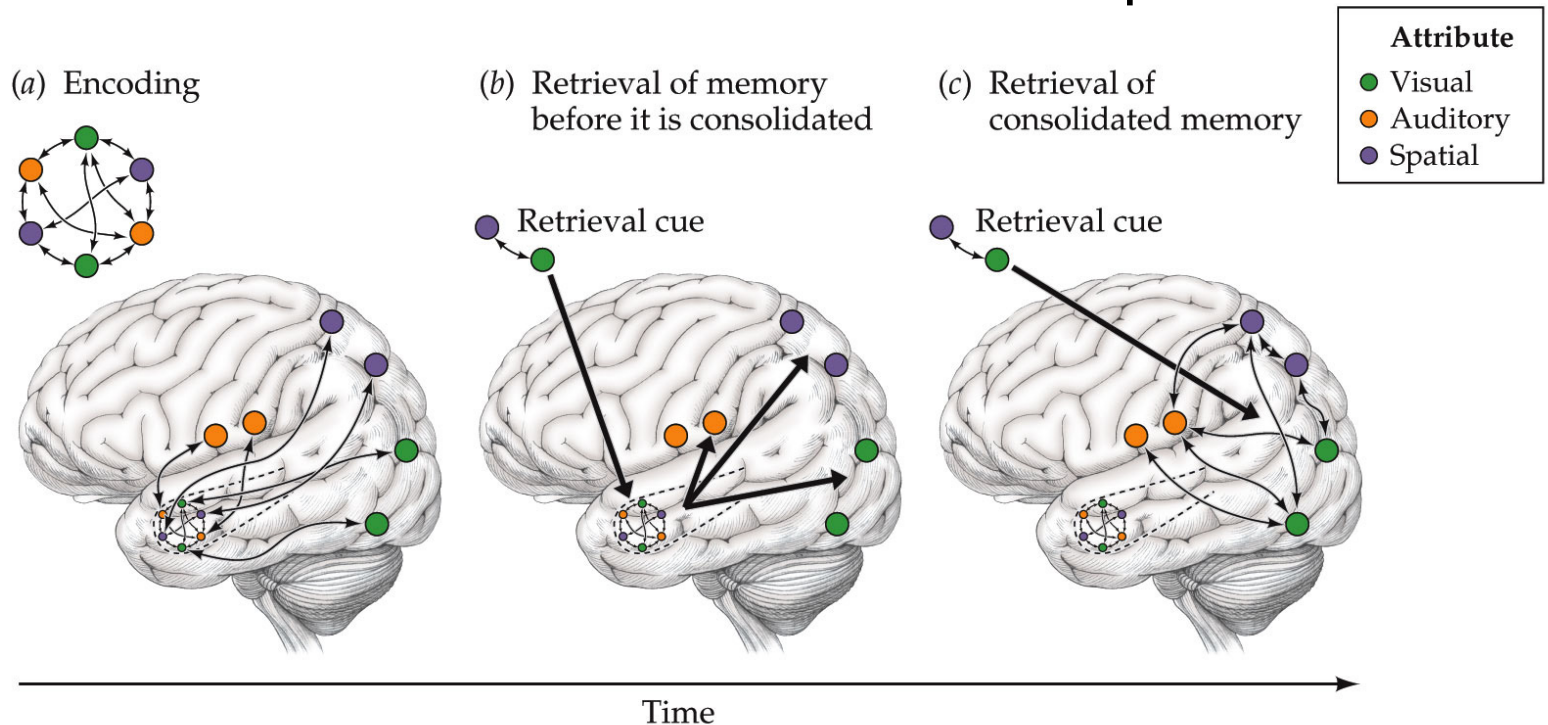 Attribute
Visual
Auditory
Spatial
(a) Encoding
(b) Retrieval of memory
before it is consolidated
(c) Retrieval of
consolidated memory
Retrieval cue
Retrieval cue
Time